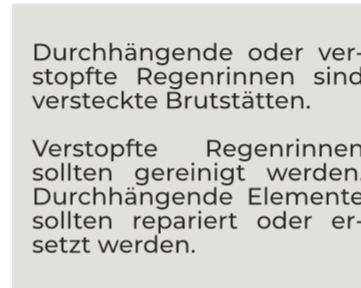 Durchhängende oder ver-
stopfte Regenrinnen sind
versteckte Brutstätten.
Verstopfte Regenrinnen
sollten gereinigt werden.
Durchhängende Elemente
sollten repariert oder er-
setzt werden.